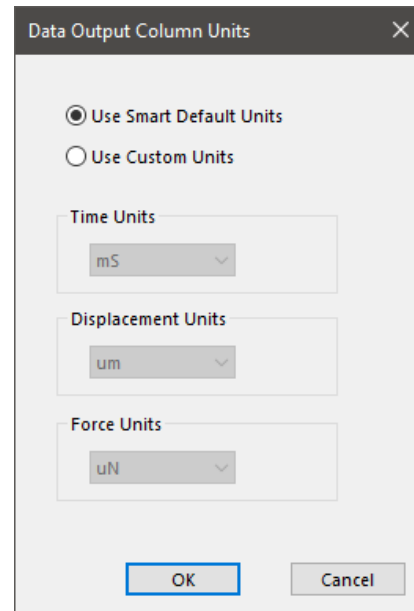 Data Output Column Units
Use Smart Default Units
Use Custom Units
Time Units
mS
Displacement Units
um
Force Units
uN
OK Cancel